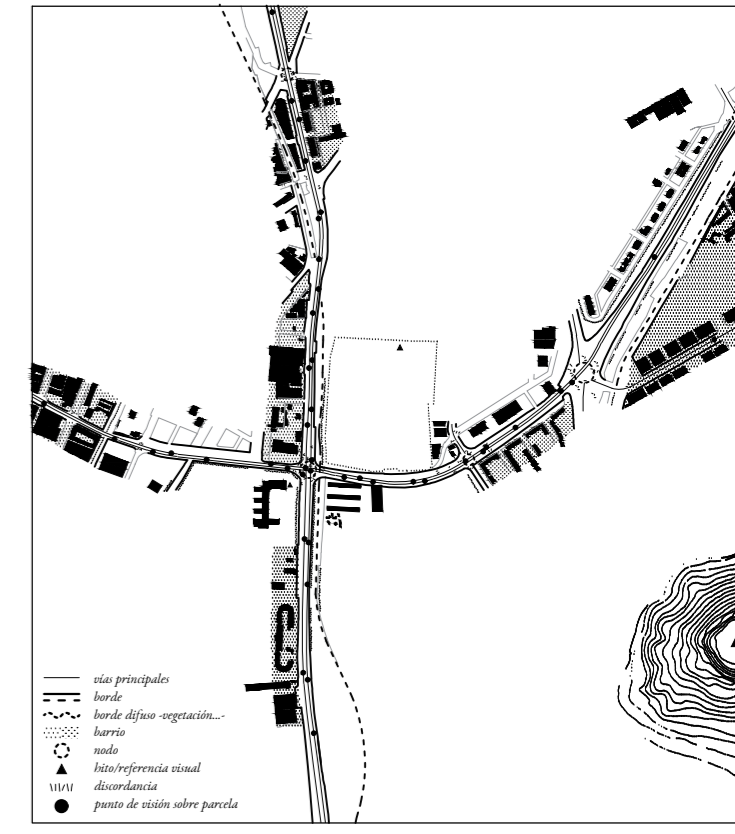 vías principales
borde
borde difuso -vegetación...-
barrio
nodo
hito/referencia visual
discordancia
punto de visión sobre parcela